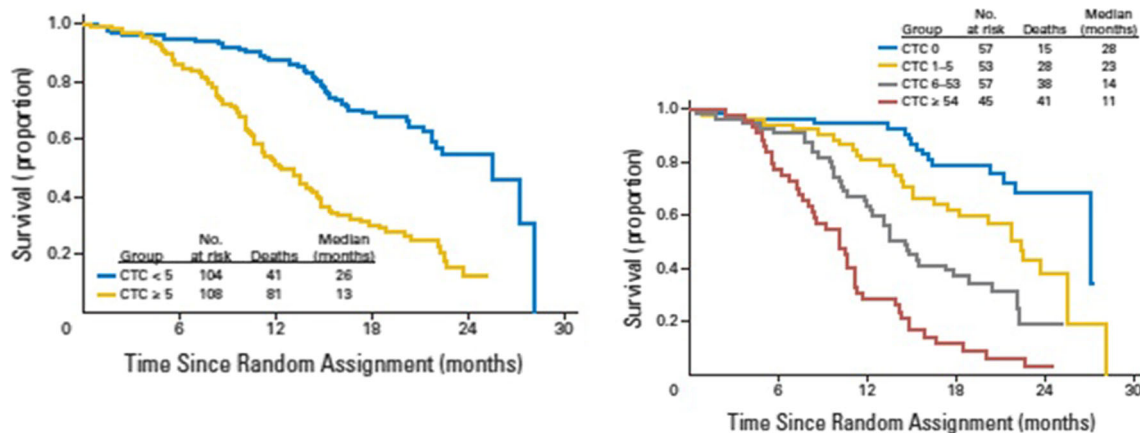 1.0
0.8
0.6
0.4
0.2
Survival (proportion)
Group No. at risk Deaths Median (months)
CTC < 5 104 41 26
CTC ≥ 5 108 81 13
0 6 12 18 24 30
Time Since Random Assignment (months)
Group No. at risk Deaths Median (months)
CTC 0 57 15 28
CTC 1–5 53 28 23
CTC 6–53 57 38 14
CTC ≥ 54 45 41 11
1.0
0.8
0.6
0.4
0.2
Survival (proportion)
0 6 12 18 24 30
Time Since Random Assignment (months)